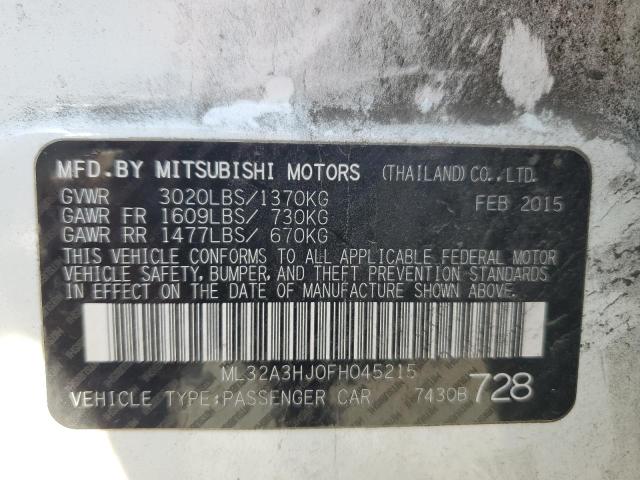 MFD.BY MITSUBISHI MOTORS (THAILAND)CO.,LTD.
GVWR 3020LBS/1370KG FEB 2015
GAWR FR 1609LBS/ 730KG
GAWR RR 1477LBS/ 670KG
THIS VEHICLE CONFORMS TO ALL APPLICABLE FEDERAL MOTOR
VEHICLE SAFETY, BUMPER, AND THEFT PREVENTION STANDARDS
IN EFFECT ON THE DATE OF MANUFACTURE SHOWN ABOVE.
ML32A3HJ0FH045215
VEHICLE TYPE:PASSENGER CAR 7430B 728